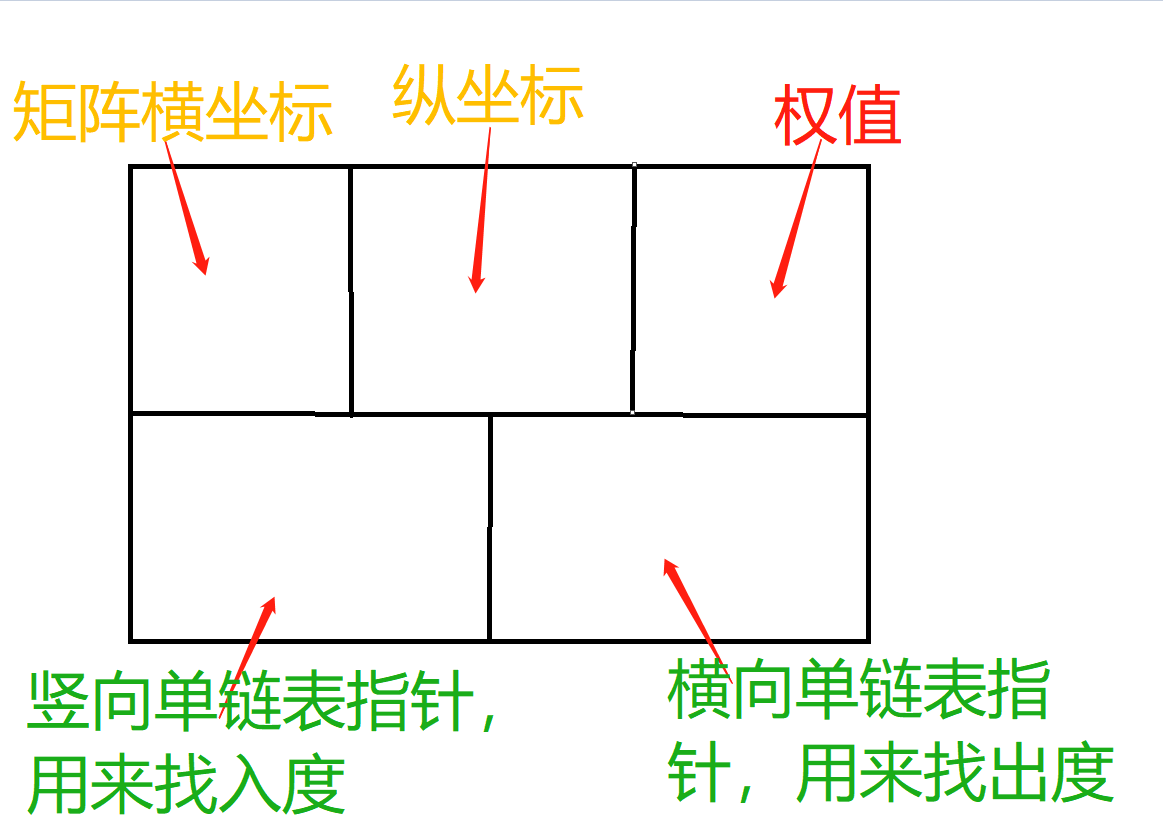 矩阵横坐标
纵坐标
权值
竖向单链表指针，
用来找入度
横向单链表指
针，用来找出度